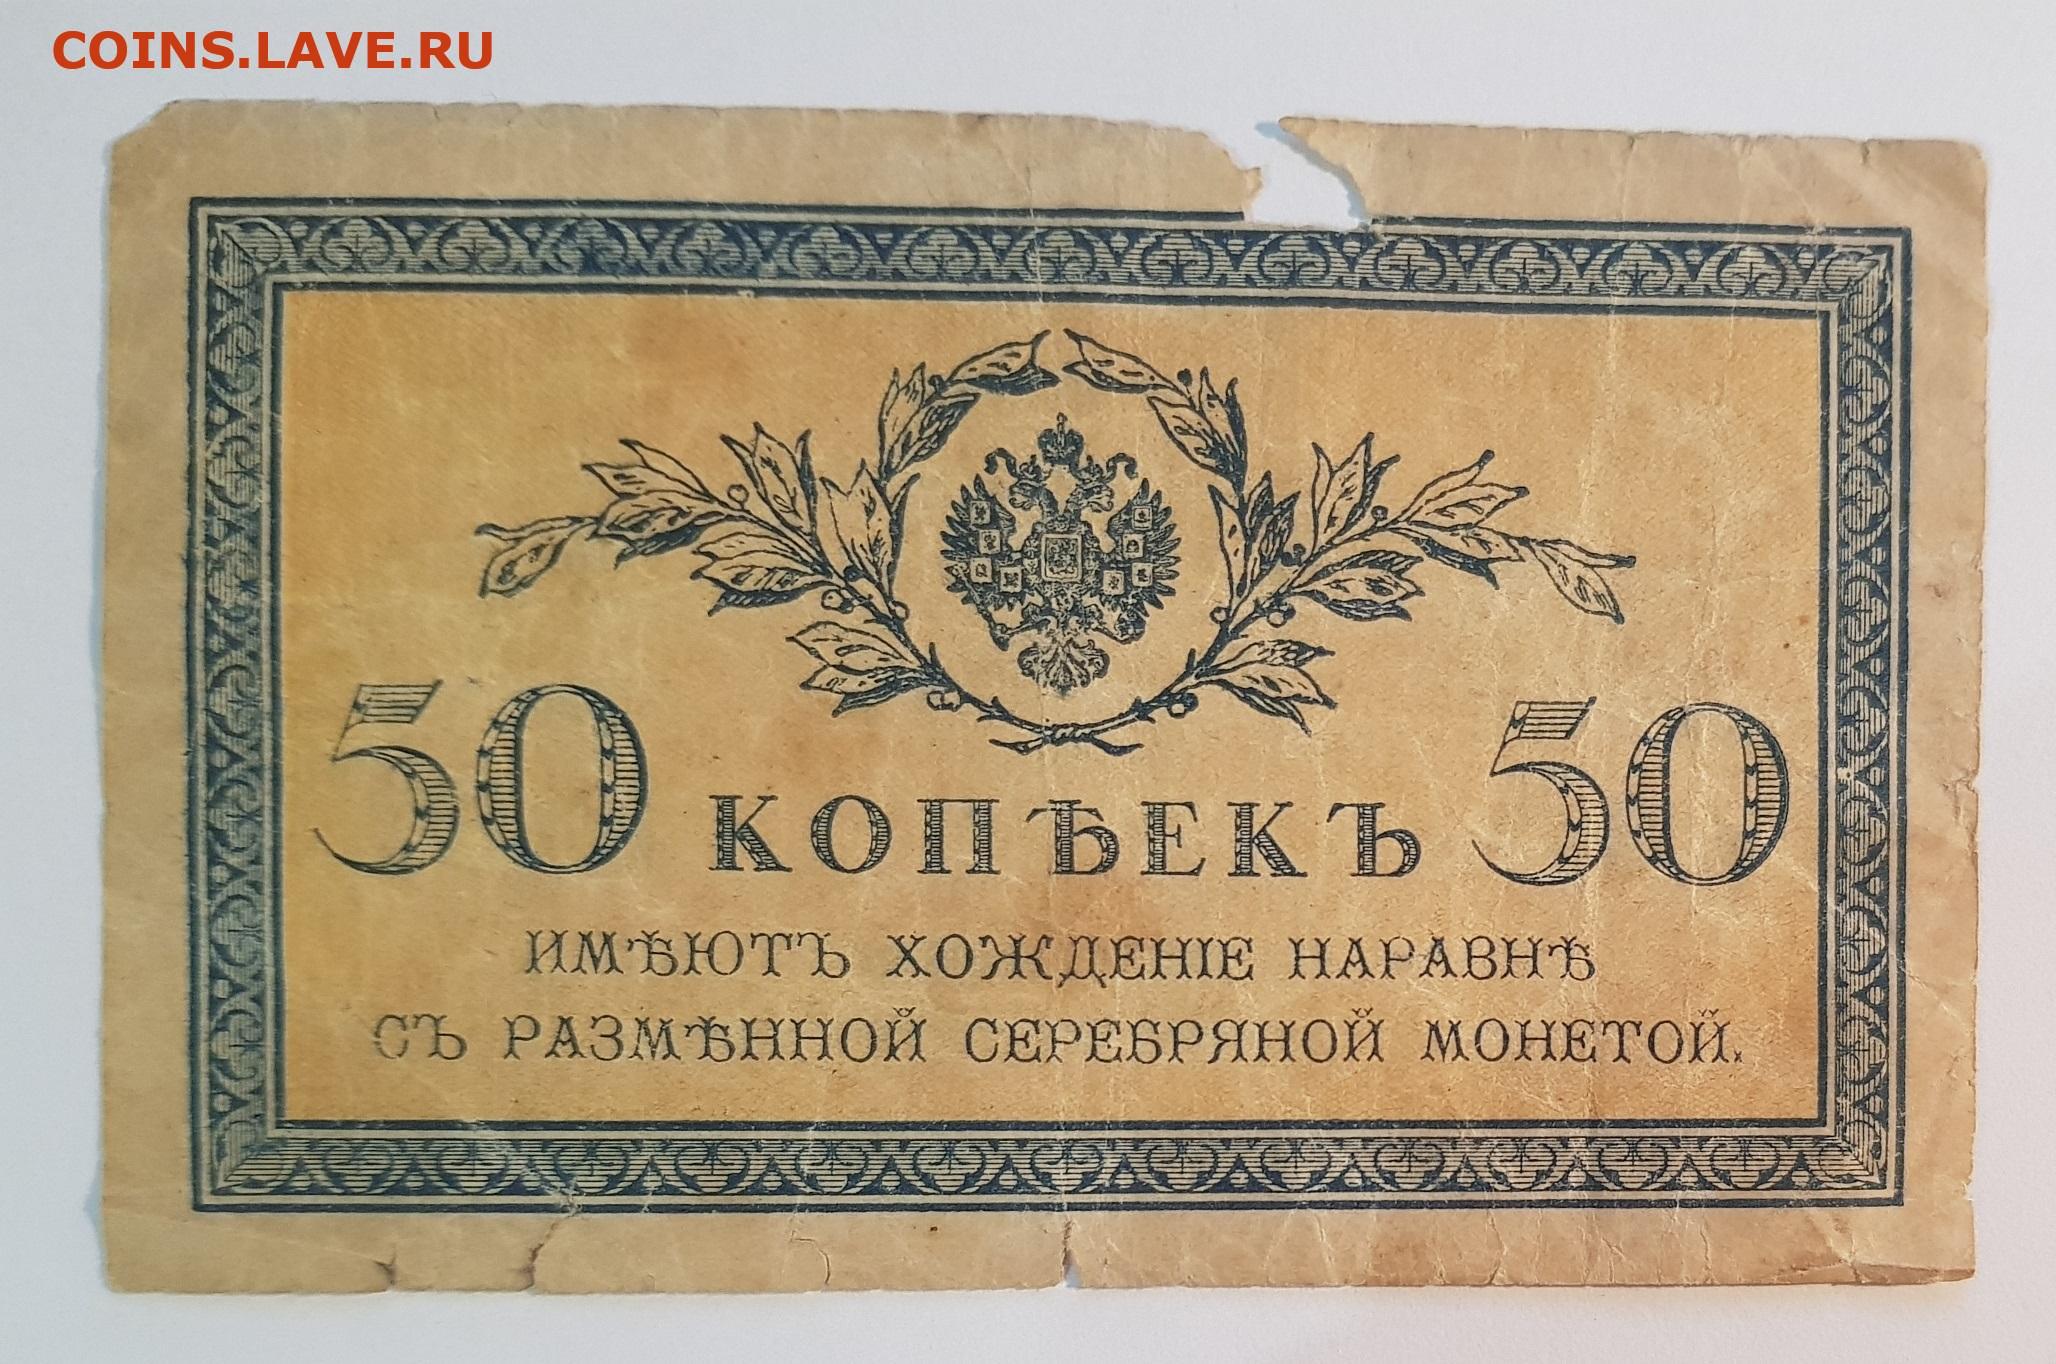 COINS.LAVE.RU
50 КОПѢЕКЪ 50
ИМѢЮТЪ ХОЖДЕНІЕ НАРАВНѢ
СЪ РАЗМѢННОЙ СЕРЕБРЯНОЙ МОНЕТОЙ.